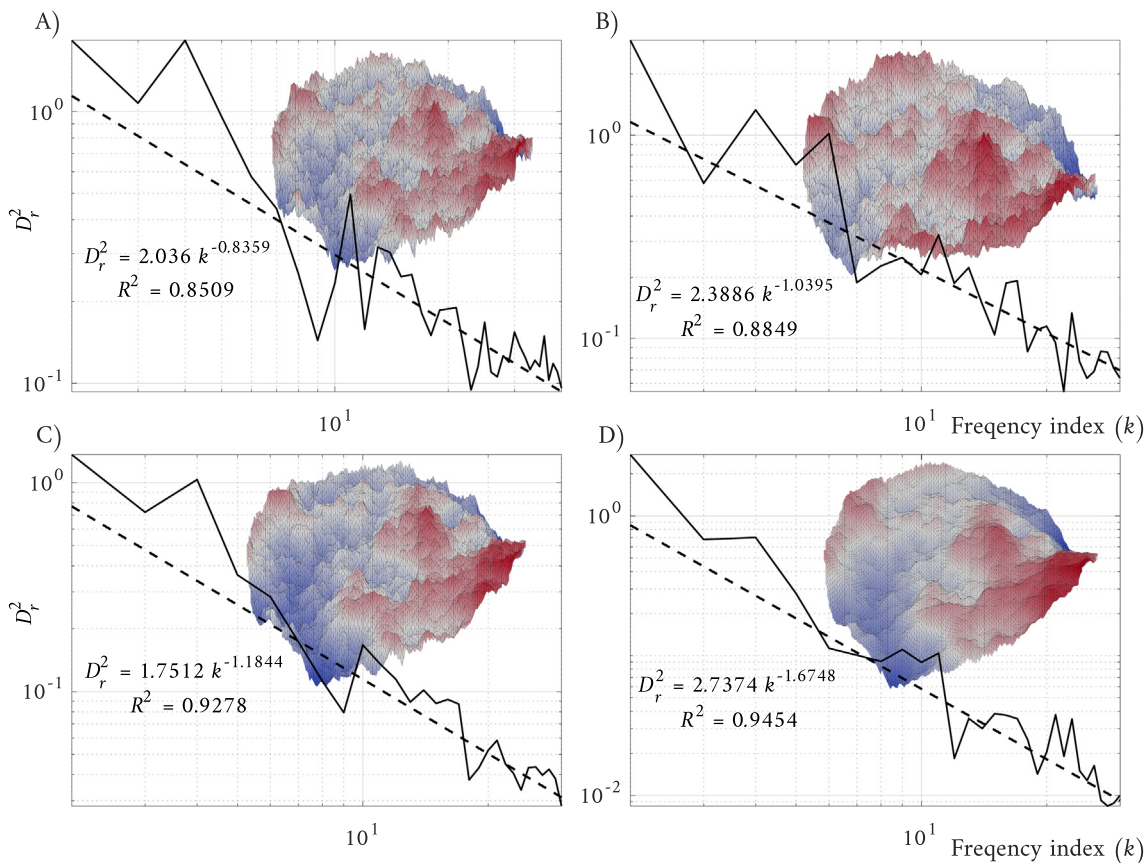 A)
B)
10^0
10^-1
D_r^2
D_r^2 = 2.036 k^-0.8359
R^2 = 0.8509
10^1
10^0
10^-1
D_r^2 = 2.3886 k^-1.0395
R^2 = 0.8849
10^1 Freqency index (k)
C)
D)
10^0
10^-1
D_r^2
D_r^2 = 1.7512 k^-1.1844
R^2 = 0.9278
10^1
10^0
10^-2
D_r^2 = 2.7374 k^-1.6748
R^2 = 0.9454
10^1 Freqency index (k)